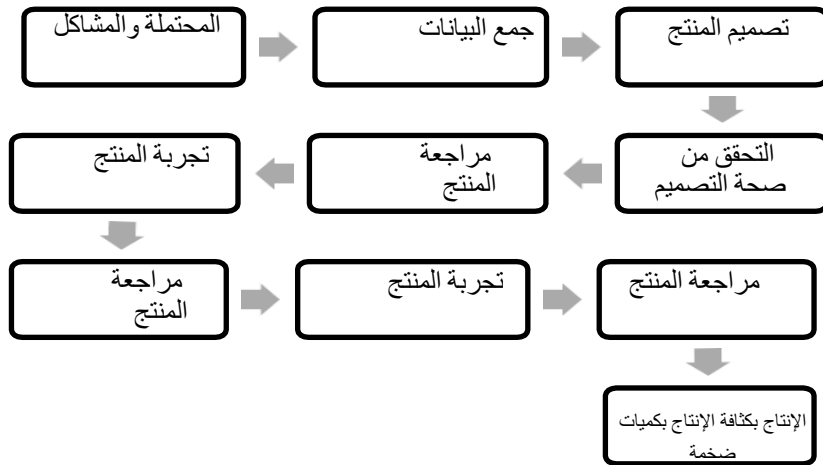 المحتملة والمشاكل
جمع البيانات
تصميم المنتج
التحقق من
صحة التصميم
مراجعة
المنتج
تجربة المنتج
مراجعة
المنتج
تجربة المنتج
مراجعة المنتج
الإنتاج بكثافة الإنتاج بكميات
ضخمة